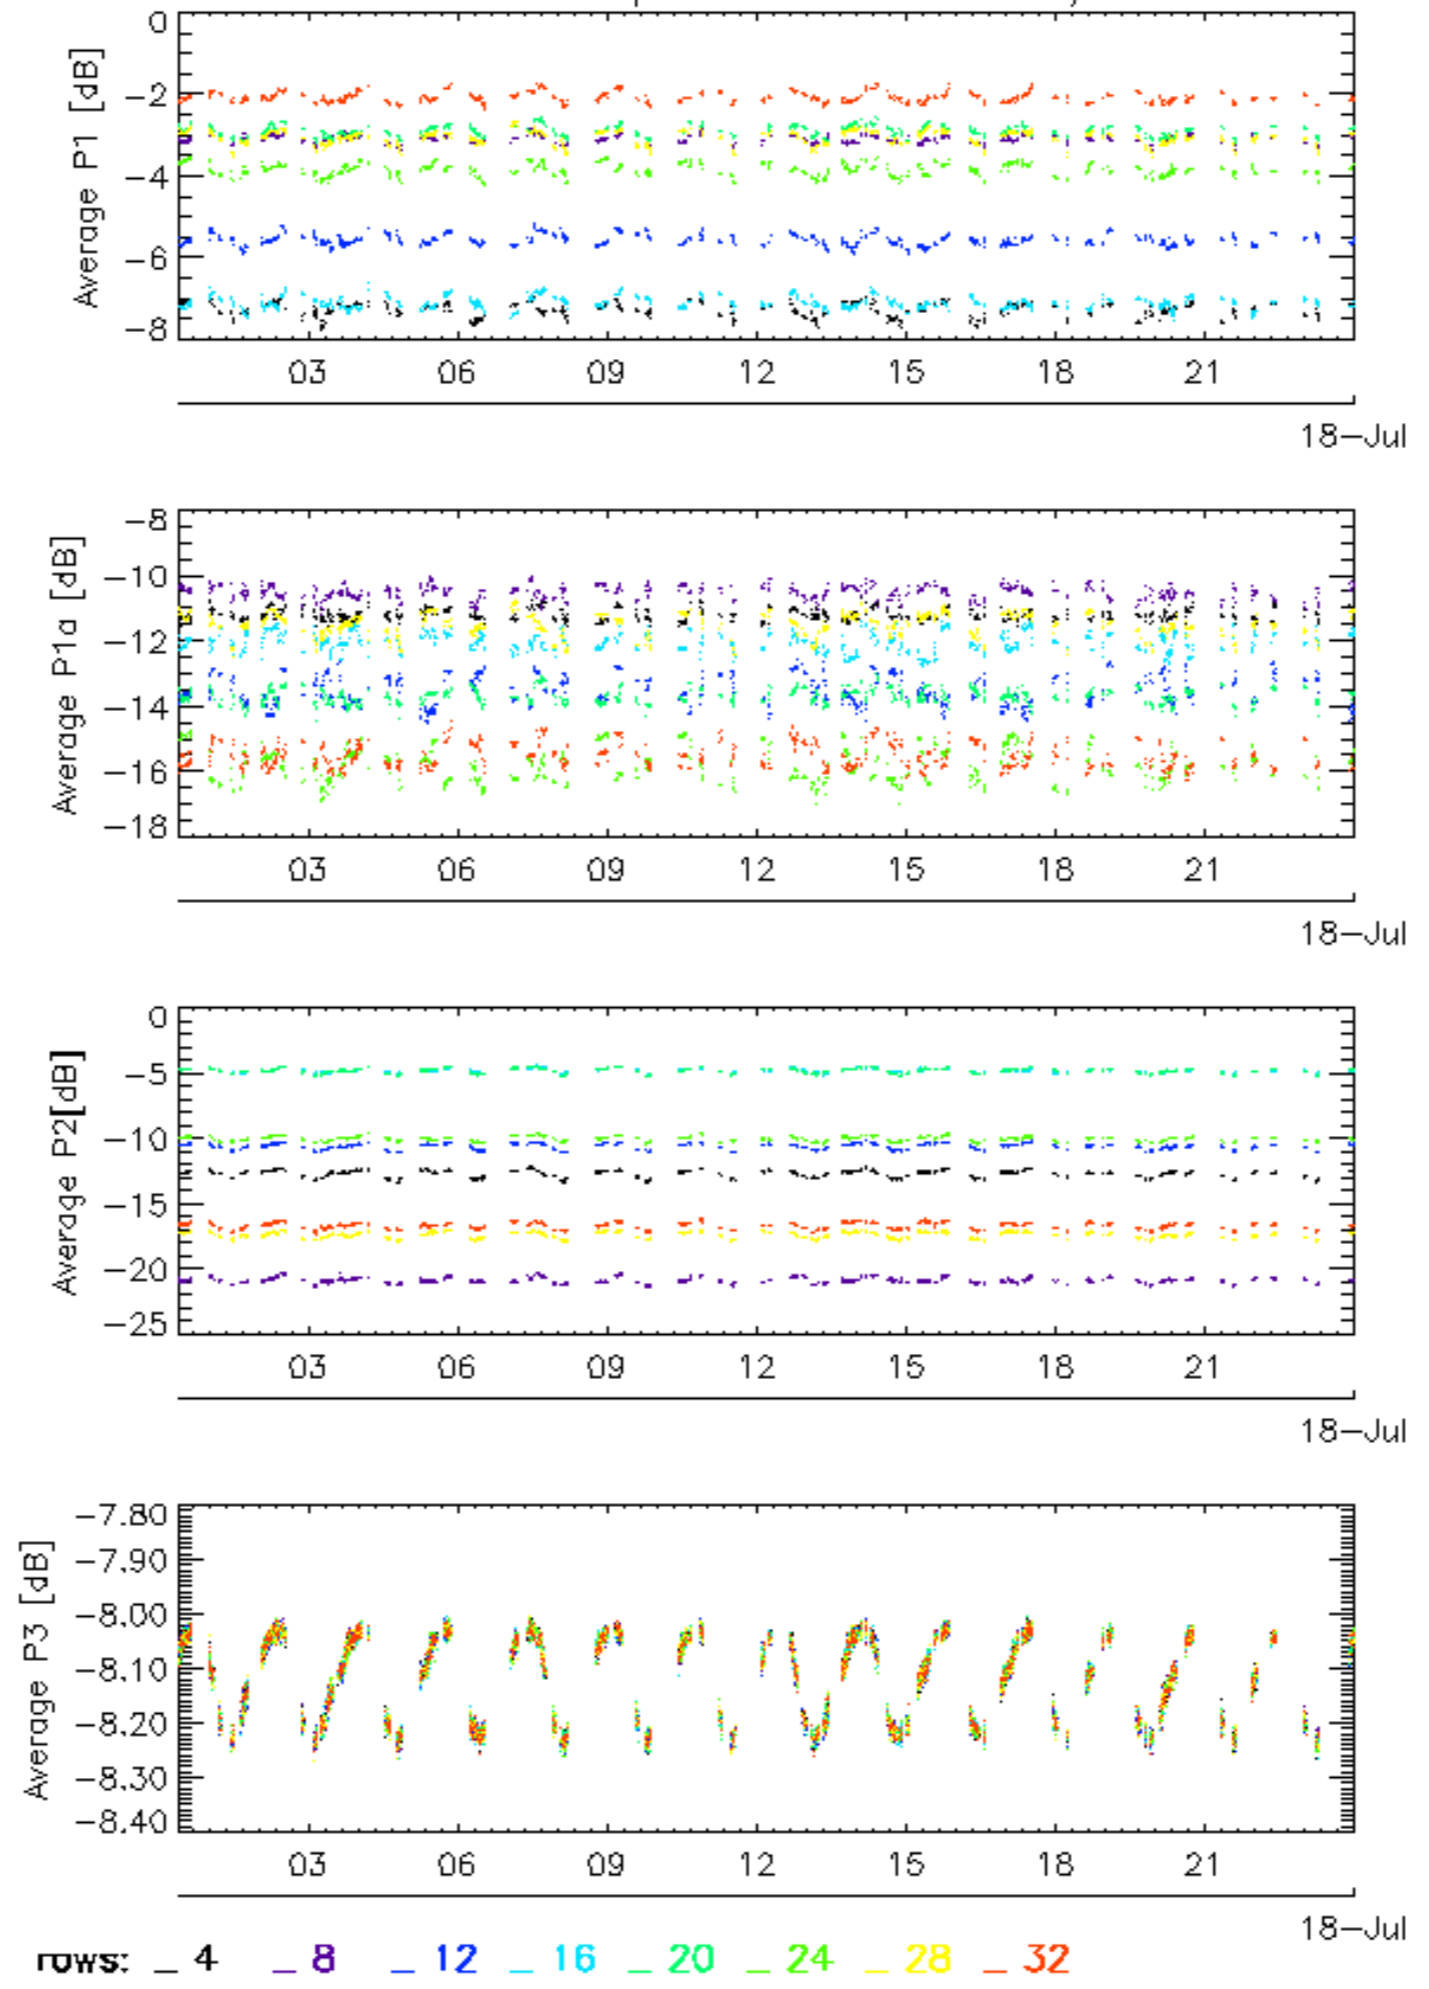 0
-2
-4
-6
-8
Average P1 [dB]
03 06 09 12 15 18 21
18-Jul
-8
-10
-12
-14
-16
-18
Average P1a [dB]
03 06 09 12 15 18 21
18-Jul
0
-5
-10
-15
-20
-25
Average P2[dB]
03 06 09 12 15 18 21
18-Jul
-7.80
-7.90
-8.00
-8.10
-8.20
-8.30
-8.40
Average P3 [dB]
03 06 09 12 15 18 21
18-Jul
rows: _ 4 _ 8 _ 12 _ 16 _ 20 _ 24 _ 28 _ 32